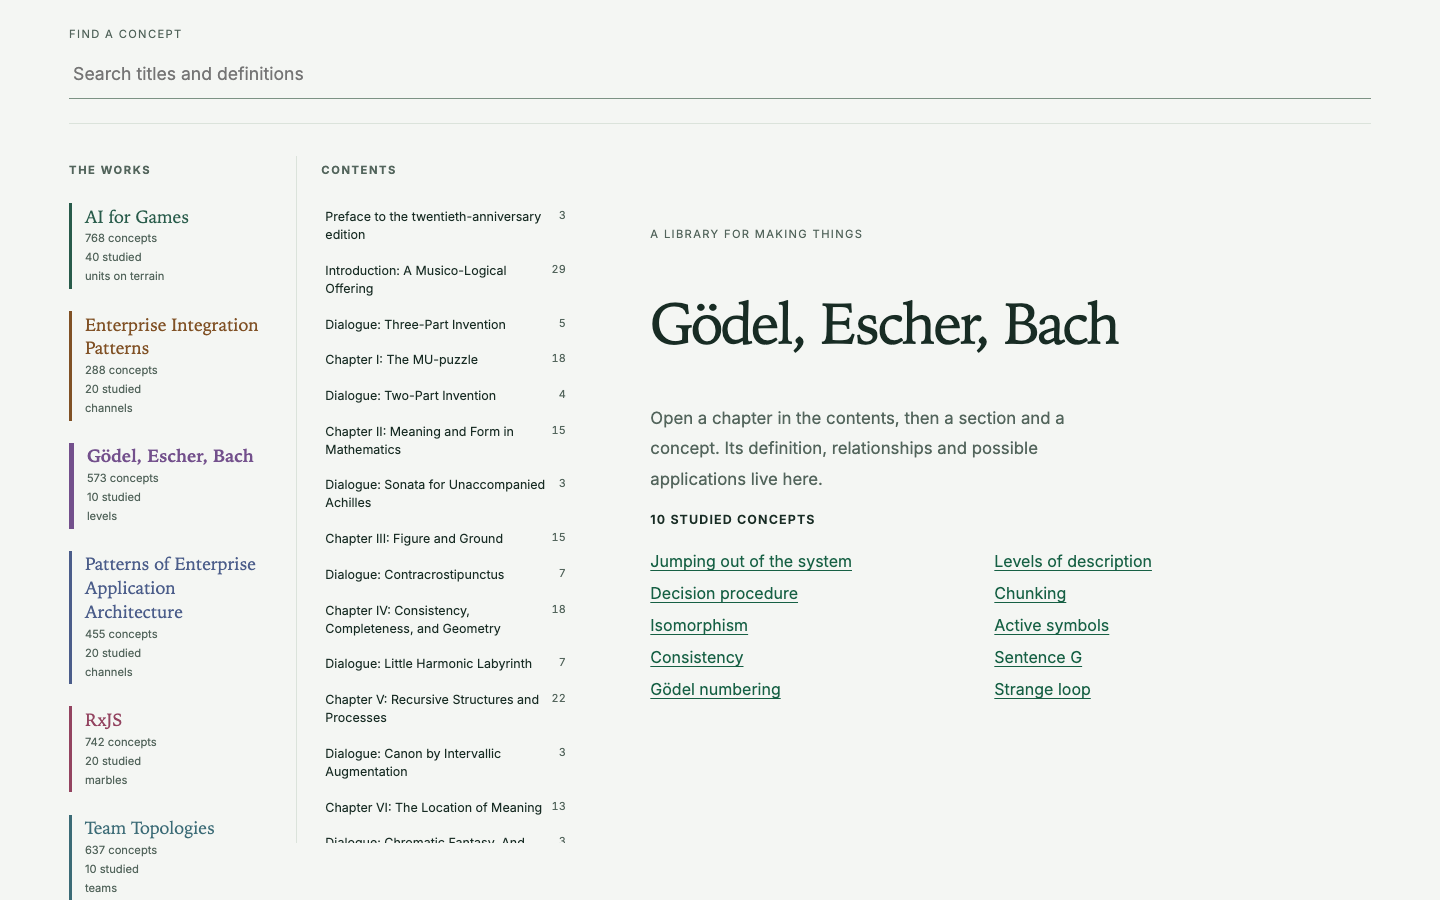 FIND A CONCEPT
Search titles and definitions
THE WORKS
AI for Games
768 concepts
40 studied
units on terrain
Enterprise Integration
Patterns
288 concepts
20 studied
channels
Gödel, Escher, Bach
573 concepts
10 studied
levels
Patterns of Enterprise
Application
Architecture
455 concepts
20 studied
channels
RxJS
742 concepts
20 studied
marbles
Team Topologies
637 concepts
10 studied
teams
CONTENTS
Preface to the twentieth-anniversary 3
edition
Introduction: A Musico-Logical 29
Offering
Dialogue: Three-Part Invention 5
Chapter I: The MU-puzzle 18
Dialogue: Two-Part Invention 4
Chapter II: Meaning and Form in 15
Mathematics
Dialogue: Sonata for Unaccompanied 3
Achilles
Chapter III: Figure and Ground 15
Dialogue: Contracrostipunctus 7
Chapter IV: Consistency, 18
Completeness, and Geometry
Dialogue: Little Harmonic Labyrinth 7
Chapter V: Recursive Structures and 22
Processes
Dialogue: Canon by Intervallic 3
Augmentation
Chapter VI: The Location of Meaning 13
Dialogue: Chromatic Fantasy, And 3
A LIBRARY FOR MAKING THINGS
Gödel, Escher, Bach
Open a chapter in the contents, then a section and a
concept. Its definition, relationships and possible
applications live here.
10 STUDIED CONCEPTS
Jumping out of the system
Decision procedure
Isomorphism
Consistency
Gödel numbering
Levels of description
Chunking
Active symbols
Sentence G
Strange loop